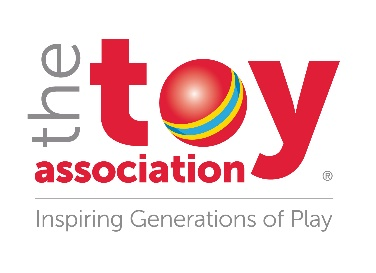 the
toy
association®
Inspiring Generations of Play